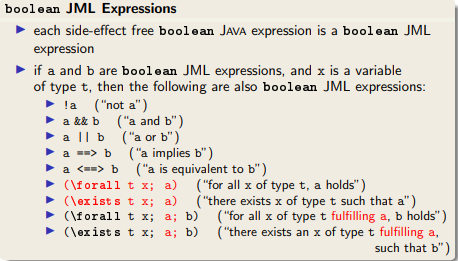 boolean JML Expressions
▶ each side-effect free boolean JAVA expression is a boolean JML
expression
▶ if a and b are boolean JML expressions, and x is a variable
of type t, then the following are also boolean JML expressions:
▶ !a ("not a")
▶ a && b ("a and b")
▶ a || b ("a or b")
▶ a ==> b ("a implies b")
▶ a <==> b ("a is equivalent to b")
▶ (\forall t x; a) ("for all x of type t, a holds")
▶ (\exists t x; a) ("there exists x of type t such that a")
▶ (\forall t x; a; b) ("for all x of type t fulfilling a, b holds")
▶ (\exists t x; a; b) ("there exists an x of type t fulfilling a,
such that b")